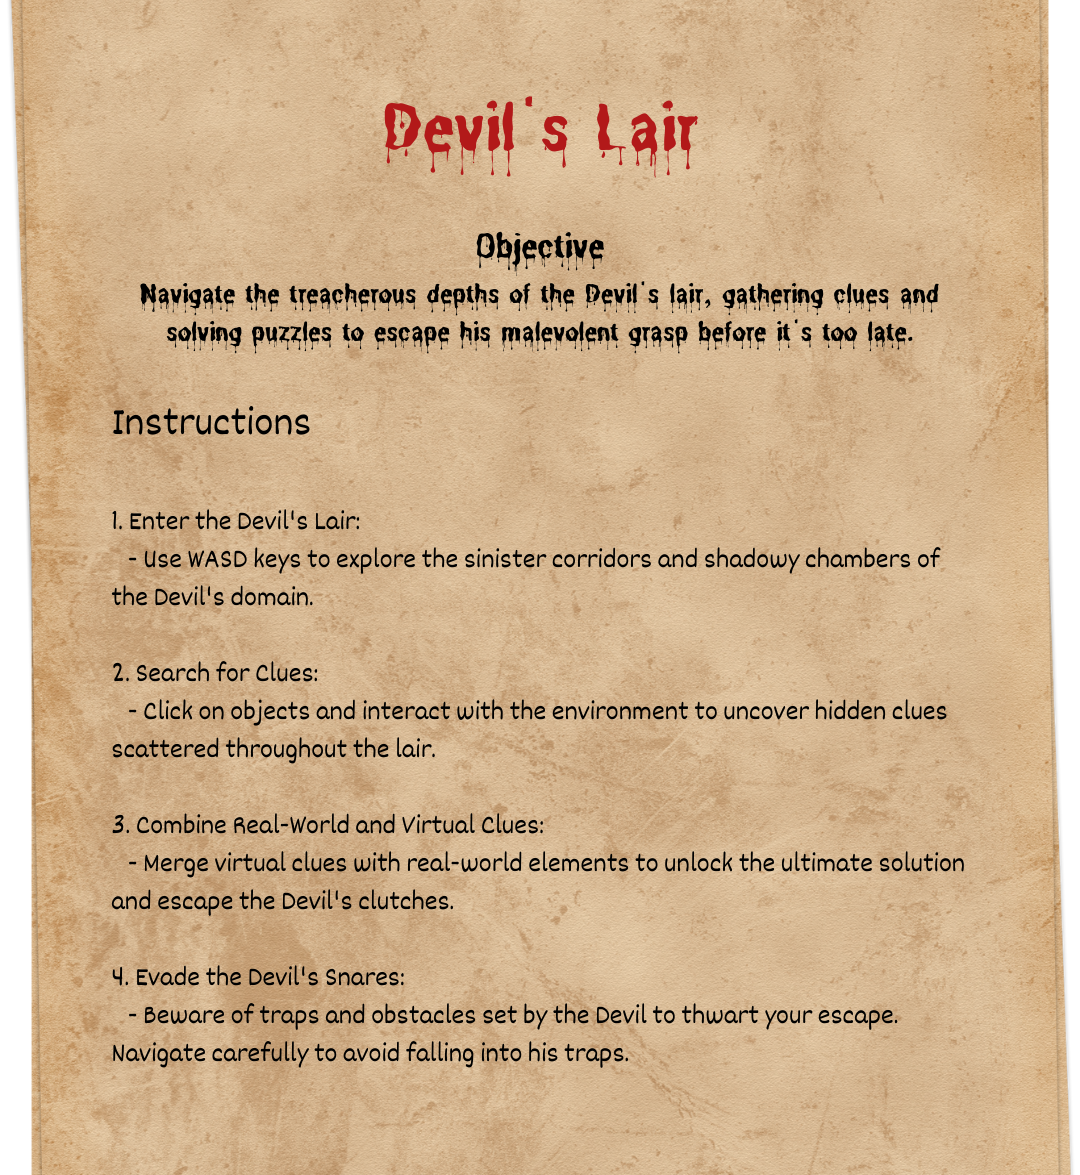 Devil's Lair
Objective
Navigate the treacherous depths of the Devil's lair, gathering clues and
solving puzzles to escape his malevolent grasp before it's too late.
Instructions
1. Enter the Devil's Lair:
- Use WASD keys to explore the sinister corridors and shadowy chambers of
the Devil's domain.
2. Search for Clues:
- Click on objects and interact with the environment to uncover hidden clues
scattered throughout the lair.
3. Combine Real-World and Virtual Clues:
- Merge virtual clues with real-world elements to unlock the ultimate solution
and escape the Devil's clutches.
4. Evade the Devil's Snares:
- Beware of traps and obstacles set by the Devil to thwart your escape.
Navigate carefully to avoid falling into his traps.